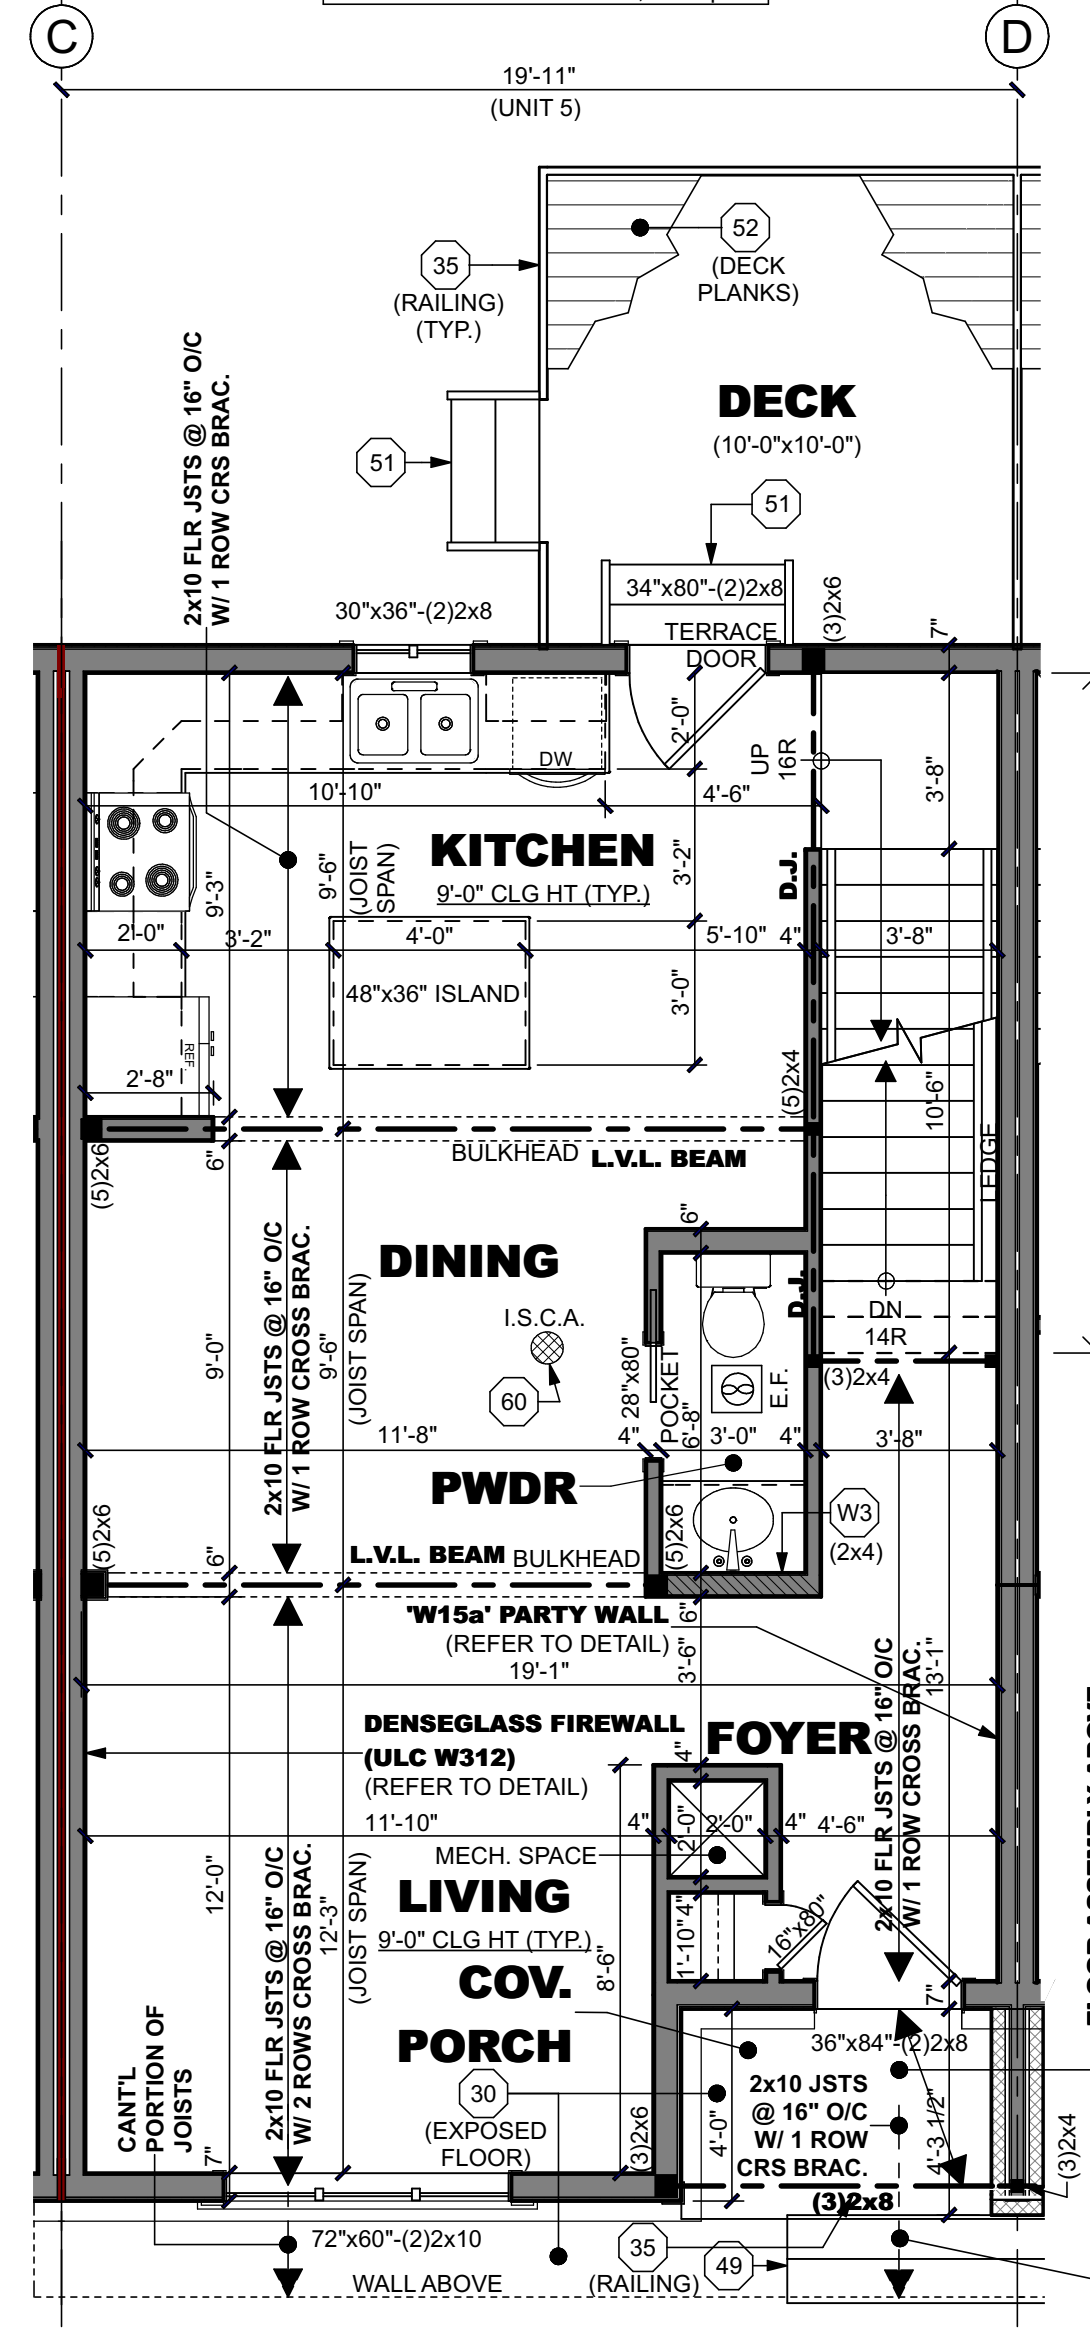 C
D
19'-11"
(UNIT 5)
52
(DECK
PLANKS)
35
(RAILING)
(TYP.)
2x10 FLR JSTS @ 16" O/C
W/ 1 ROW CRS BRAC.
DECK
(10'-0"x10'-0")
51
51
34"x80"-(2)2x8
30"x36"-(2)2x8
TERRACE
DOOR
(3)2x6
7"
2'-0"
DW
UP
16R
3'-8"
10'-10"
4'-6"
KITCHEN
9'-0" CLG HT (TYP.)
9'-3"
9'-6"
(JOIST
SPAN)
3'-2"
D.J.
2'-0"
3'-2"
4'-0"
5'-10"
4"
3'-8"
48"x36" ISLAND
3'-0"
REF
2'-8"
(5)2x4
10'-6"
LEDGE
BULKHEAD
L.V.L. BEAM
(5)2x6
6"
6"
DINING
I.S.C.A.
60
2x10 FLR JSTS @ 16" O/C
W/ 1 ROW CROSS BRAC.
9'-0"
9'-6"
(JOIST SPAN)
28"x80"
POCKET
6'-8"
E.F.
D.J.
DN
14R
(3)2x4
11'-8"
4"
3'-0"
4"
3'-8"
PWDR
W3
(2x4)
(5)2x6
(5)2x6
6"
L.V.L. BEAM
BULKHEAD
'W15a' PARTY WALL
(REFER TO DETAIL)
6"
3'-6"
19'-1"
2x10 FLR JSTS @ 16" O/C
W/ 1 ROW CROSS BRAC.
13'-1"
DENSEGLASS FIREWALL
(ULC W312)
(REFER TO DETAIL)
FOYER
4"
11'-10"
4"
2'-0"
2'-0"
4"
4'-6"
MECH. SPACE
LIVING
9'-0" CLG HT (TYP.)
12'-0"
2x10 FLR JSTS @ 16" O/C
W/ 2 ROWS CROSS BRAC.
12'-3"
(JOIST SPAN)
8'-6"
4"
1'-10"
16"x80"
COV.
PORCH
7"
36"x84"-(2)2x8
CANT'L
PORTION OF
JOISTS
30
(EXPOSED
FLOOR)
2x10 JSTS
@ 16" O/C
W/ 1 ROW
CRS BRAC.
4'-0"
4'-3 1/2"
(3)2x6
(3)2x4
7"
(3)2x8
72"x60"-(2)2x10
35
(RAILING)
49
WALL ABOVE